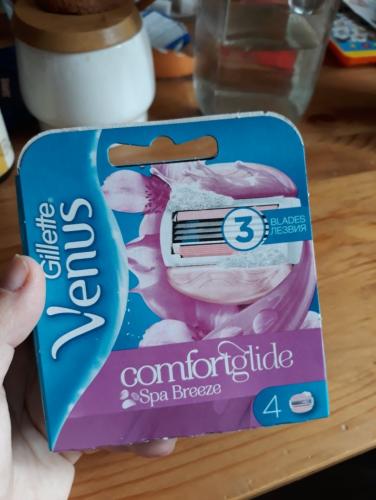 Gillette®
Venus
3
BLADES
ЛЕЗВИЯ
comfortglide
Spa Breeze
4